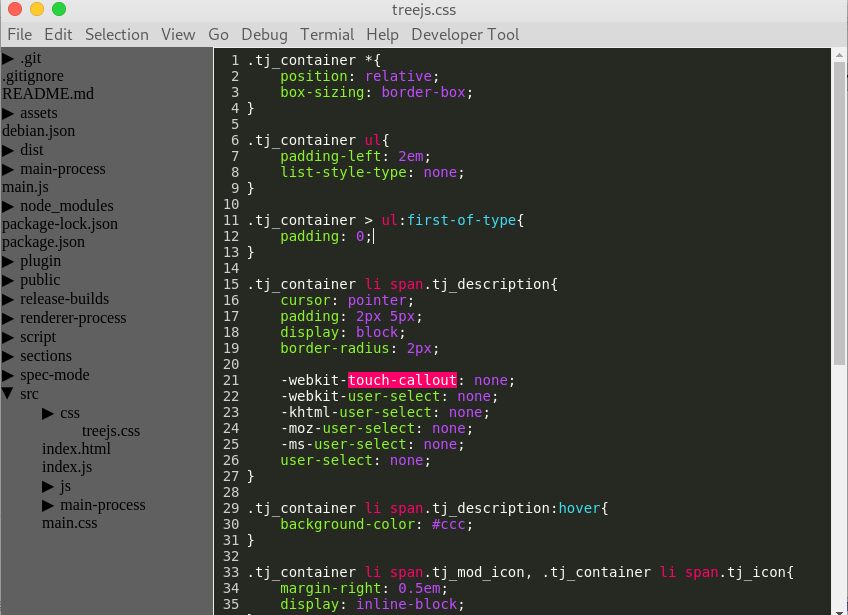 treejs.css
File Edit Selection View Go Debug Termial Help Developer Tool
.git
.gitignore
README.md
assets
debian.json
dist
main-process
main.js
node_modules
package-lock.json
package.json
plugin
public
release-builds
renderer-process
script
sections
spec-mode
src
css
treejs.css
index.html
index.js
js
main-process
main.css
1 .tj_container *{
2 position: relative;
3 box-sizing: border-box;
4 }
5
6 .tj_container ul{
7 padding-left: 2em;
8 list-style-type: none;
9 }
10
11 .tj_container > ul:first-of-type{
12 padding: 0;
13 }
14
15 .tj_container li span.tj_description{
16 cursor: pointer;
17 padding: 2px 5px;
18 display: block;
19 border-radius: 2px;
20
21 -webkit-touch-callout: none;
22 -webkit-user-select: none;
23 -khtml-user-select: none;
24 -moz-user-select: none;
25 -ms-user-select: none;
26 user-select: none;
27 }
28
29 .tj_container li span.tj_description:hover{
30 background-color: #ccc;
31 }
32
33 .tj_container li span.tj_mod_icon, .tj_container li span.tj_icon{
34 margin-right: 0.5em;
35 display: inline-block;